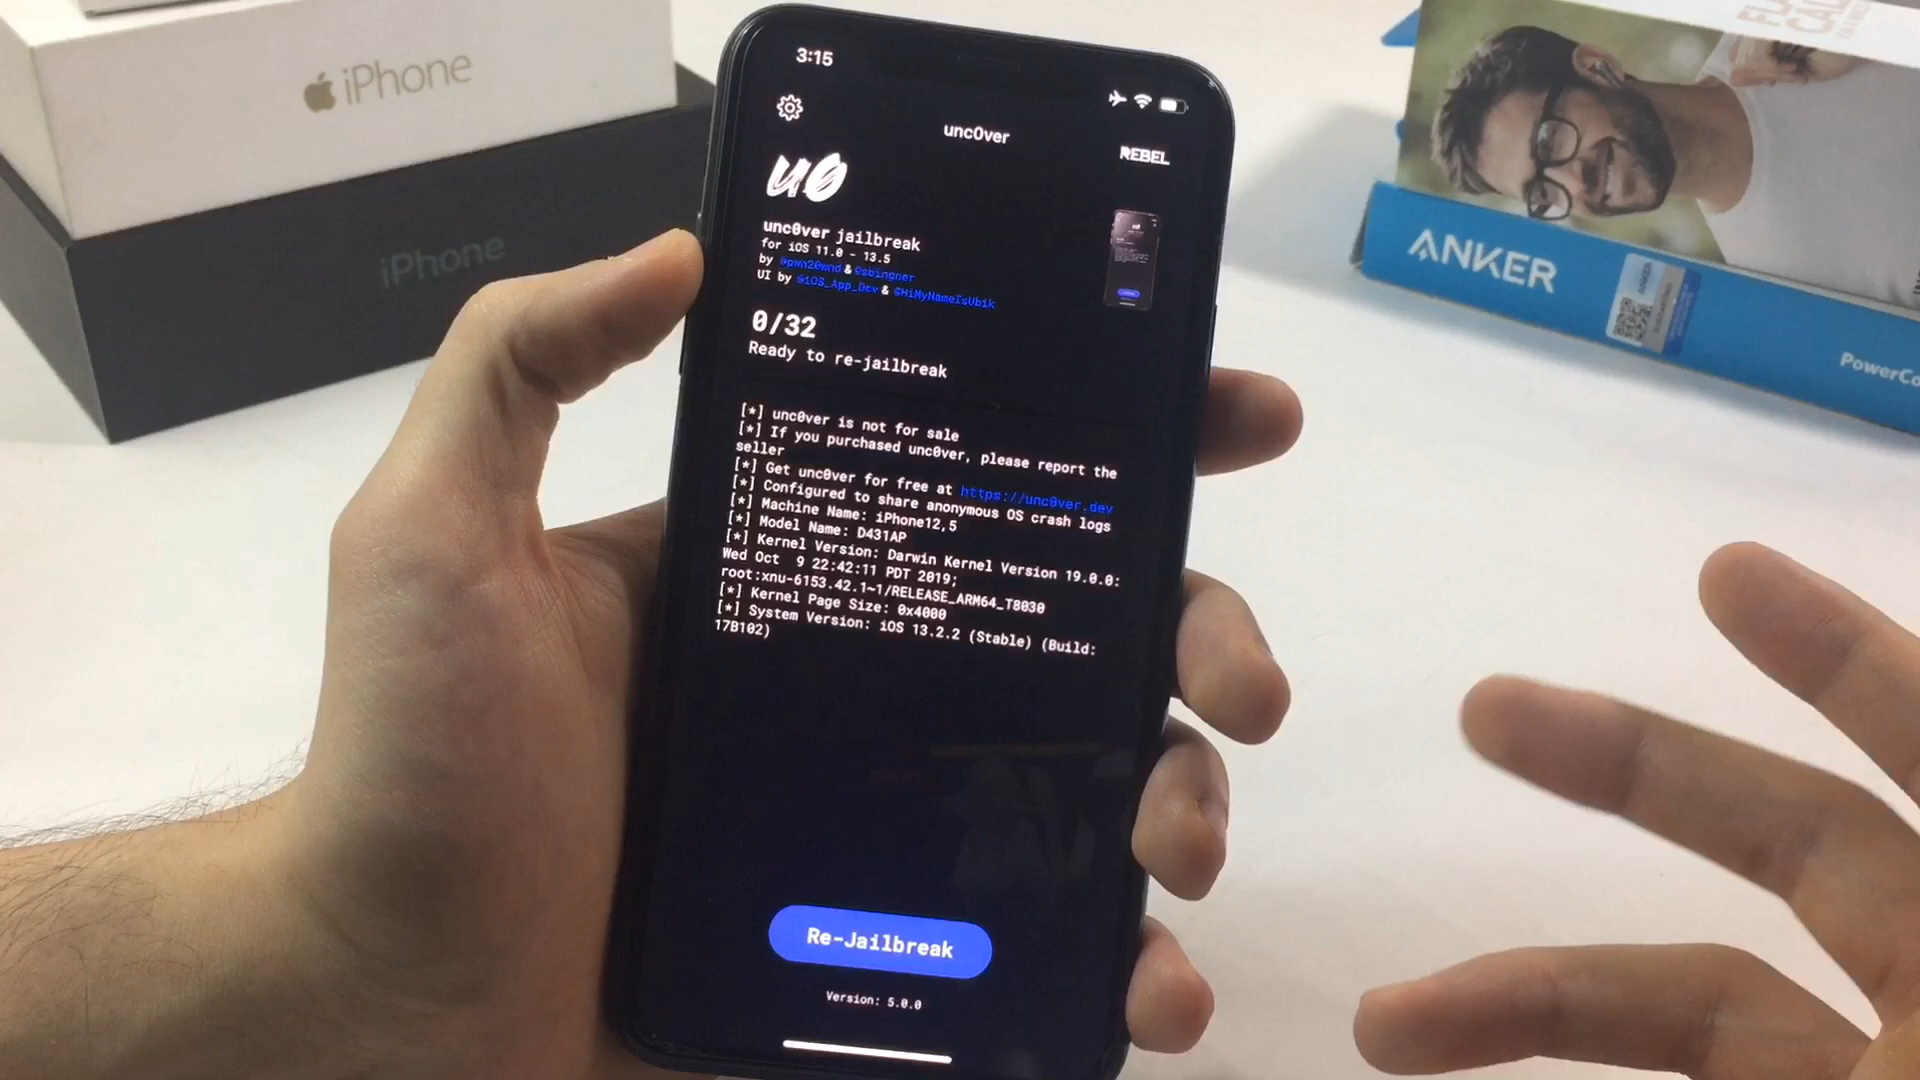 iPhone
iPhone
3:15
unc0ver
REBEL
u0
unc0ver jailbreak
for iOS 11.0 - 13.5
by @pwn20wnd & @sbingner
UI by @iOS_App_Dev & @HiMyNameIsUbik
0/32
Ready to re-jailbreak
[*] unc0ver is not for sale
[*] If you purchased unc0ver, please report the
seller
[*] Get unc0ver for free at https://unc0ver.dev
[*] Configured to share anonymous OS crash logs
[*] Machine Name: iPhone12,5
[*] Model Name: D431AP
[*] Kernel Version: Darwin Kernel Version 19.0.0:
Wed Oct 9 22:42:11 PDT 2019;
root:xnu-6153.42.1~1/RELEASE_ARM64_T8030
[*] Kernel Page Size: 0x4000
[*] System Version: iOS 13.2.2 (Stable) (Build:
17B102)
Re-Jailbreak
Version: 5.0.0
ANKER
ANKER